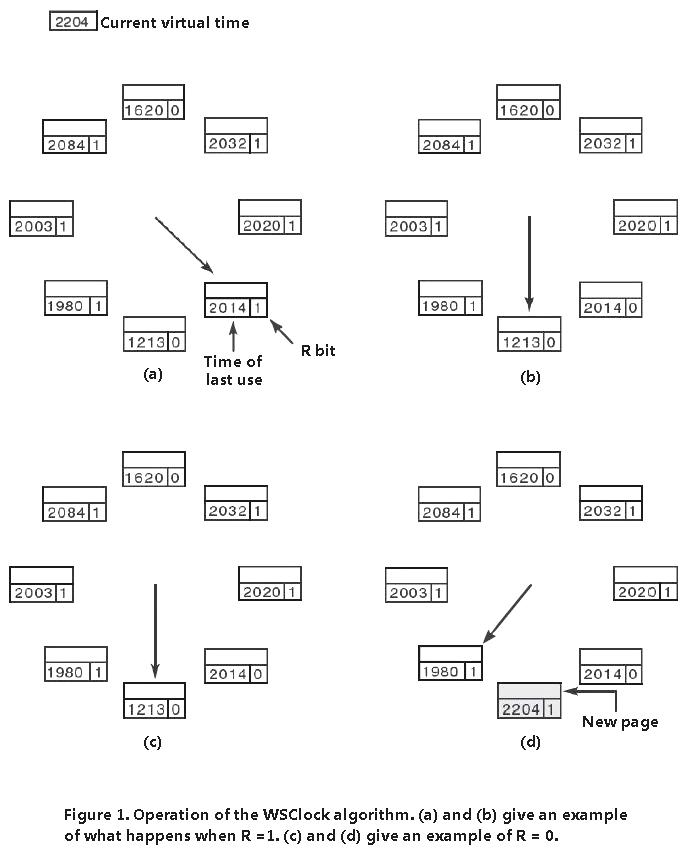 2204 Current virtual time
1620 0
1620 0
2084 1
2032 1
2084 1
2032 1
2003 1
2020 1
2003 1
2020 1
1980 1
2014 1
1980 1
2014 0
1213 0
1213 0
Time of
last use
R bit
(a)
(b)
1620 0
1620 0
2084 1
2032 1
2084 1
2032 1
2003 1
2020 1
2003 1
2020 1
1980 1
2014 0
1980 1
2014 0
1213 0
2204 1
New page
(c)
(d)
Figure 1. Operation of the WSClock algorithm. (a) and (b) give an example
of what happens when R =1. (c) and (d) give an example of R = 0.